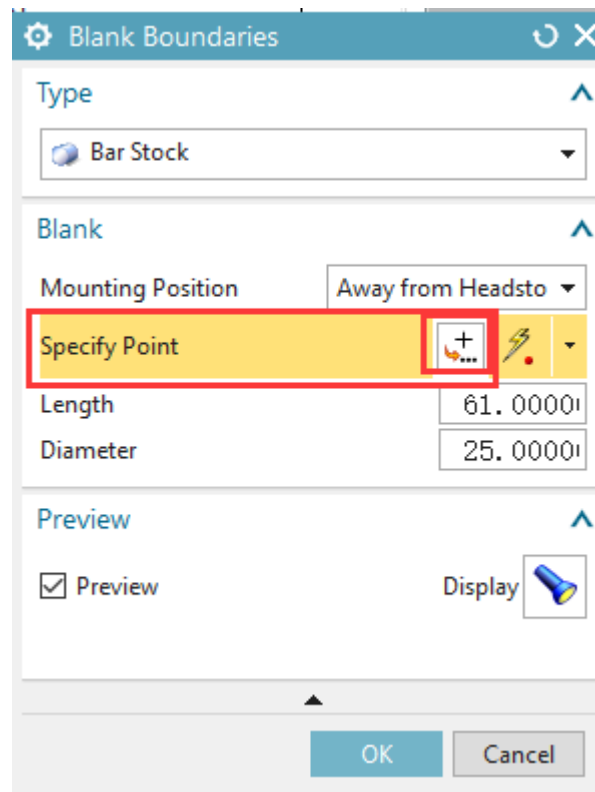 Blank Boundaries
Type
Bar Stock
Blank
Mounting Position Away from Headsto
Specify Point
Length 61.0000
Diameter 25.0000
Preview
Preview Display
OK Cancel